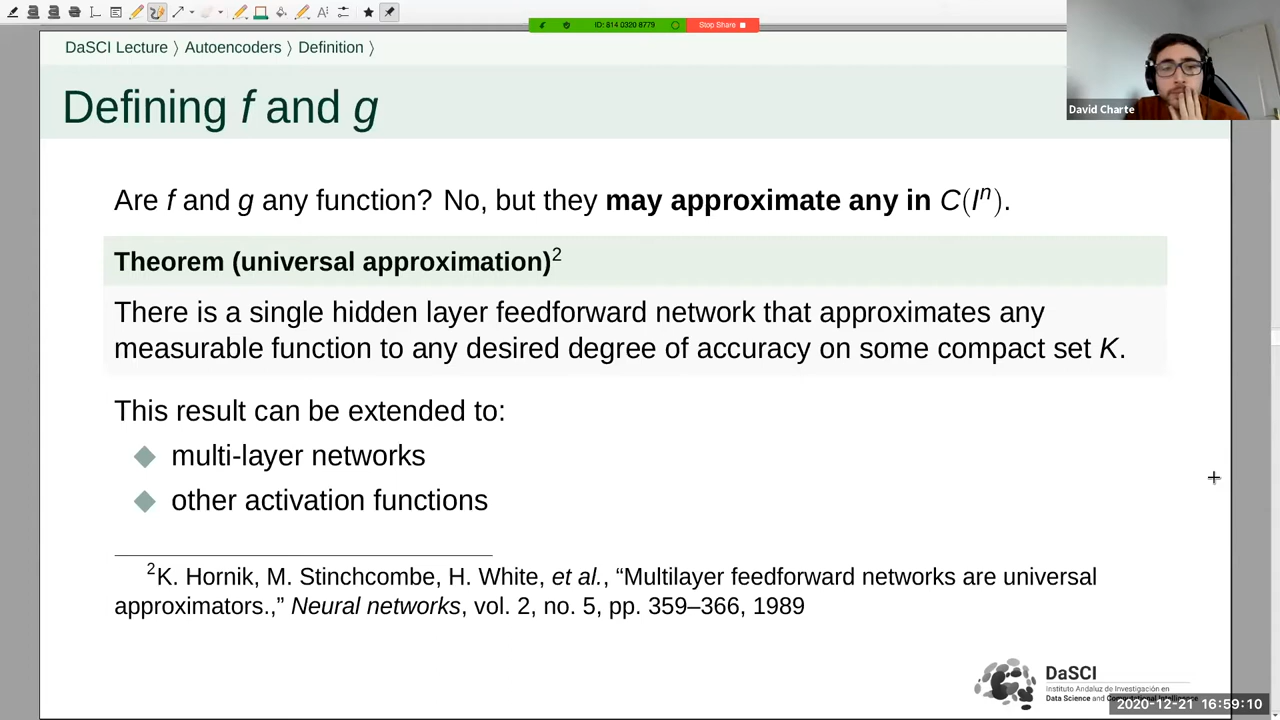 ID: 814 0320 8779
Stop Share
DaSCI Lecture 〉 Autoencoders 〉 Definition 〉
David Charte
Defining f and g
Are f and g any function? No, but they may approximate any in C(Iⁿ).
Theorem (universal approximation)²
There is a single hidden layer feedforward network that approximates any
measurable function to any desired degree of accuracy on some compact set K.
This result can be extended to:
multi-layer networks
other activation functions
²K. Hornik, M. Stinchcombe, H. White, et al., “Multilayer feedforward networks are universal
approximators.,” Neural networks, vol. 2, no. 5, pp. 359–366, 1989
DaSCI
Instituto Andaluz de Investigación en
Data Science and Computational Intelligence
2020-12-21 16:59:10